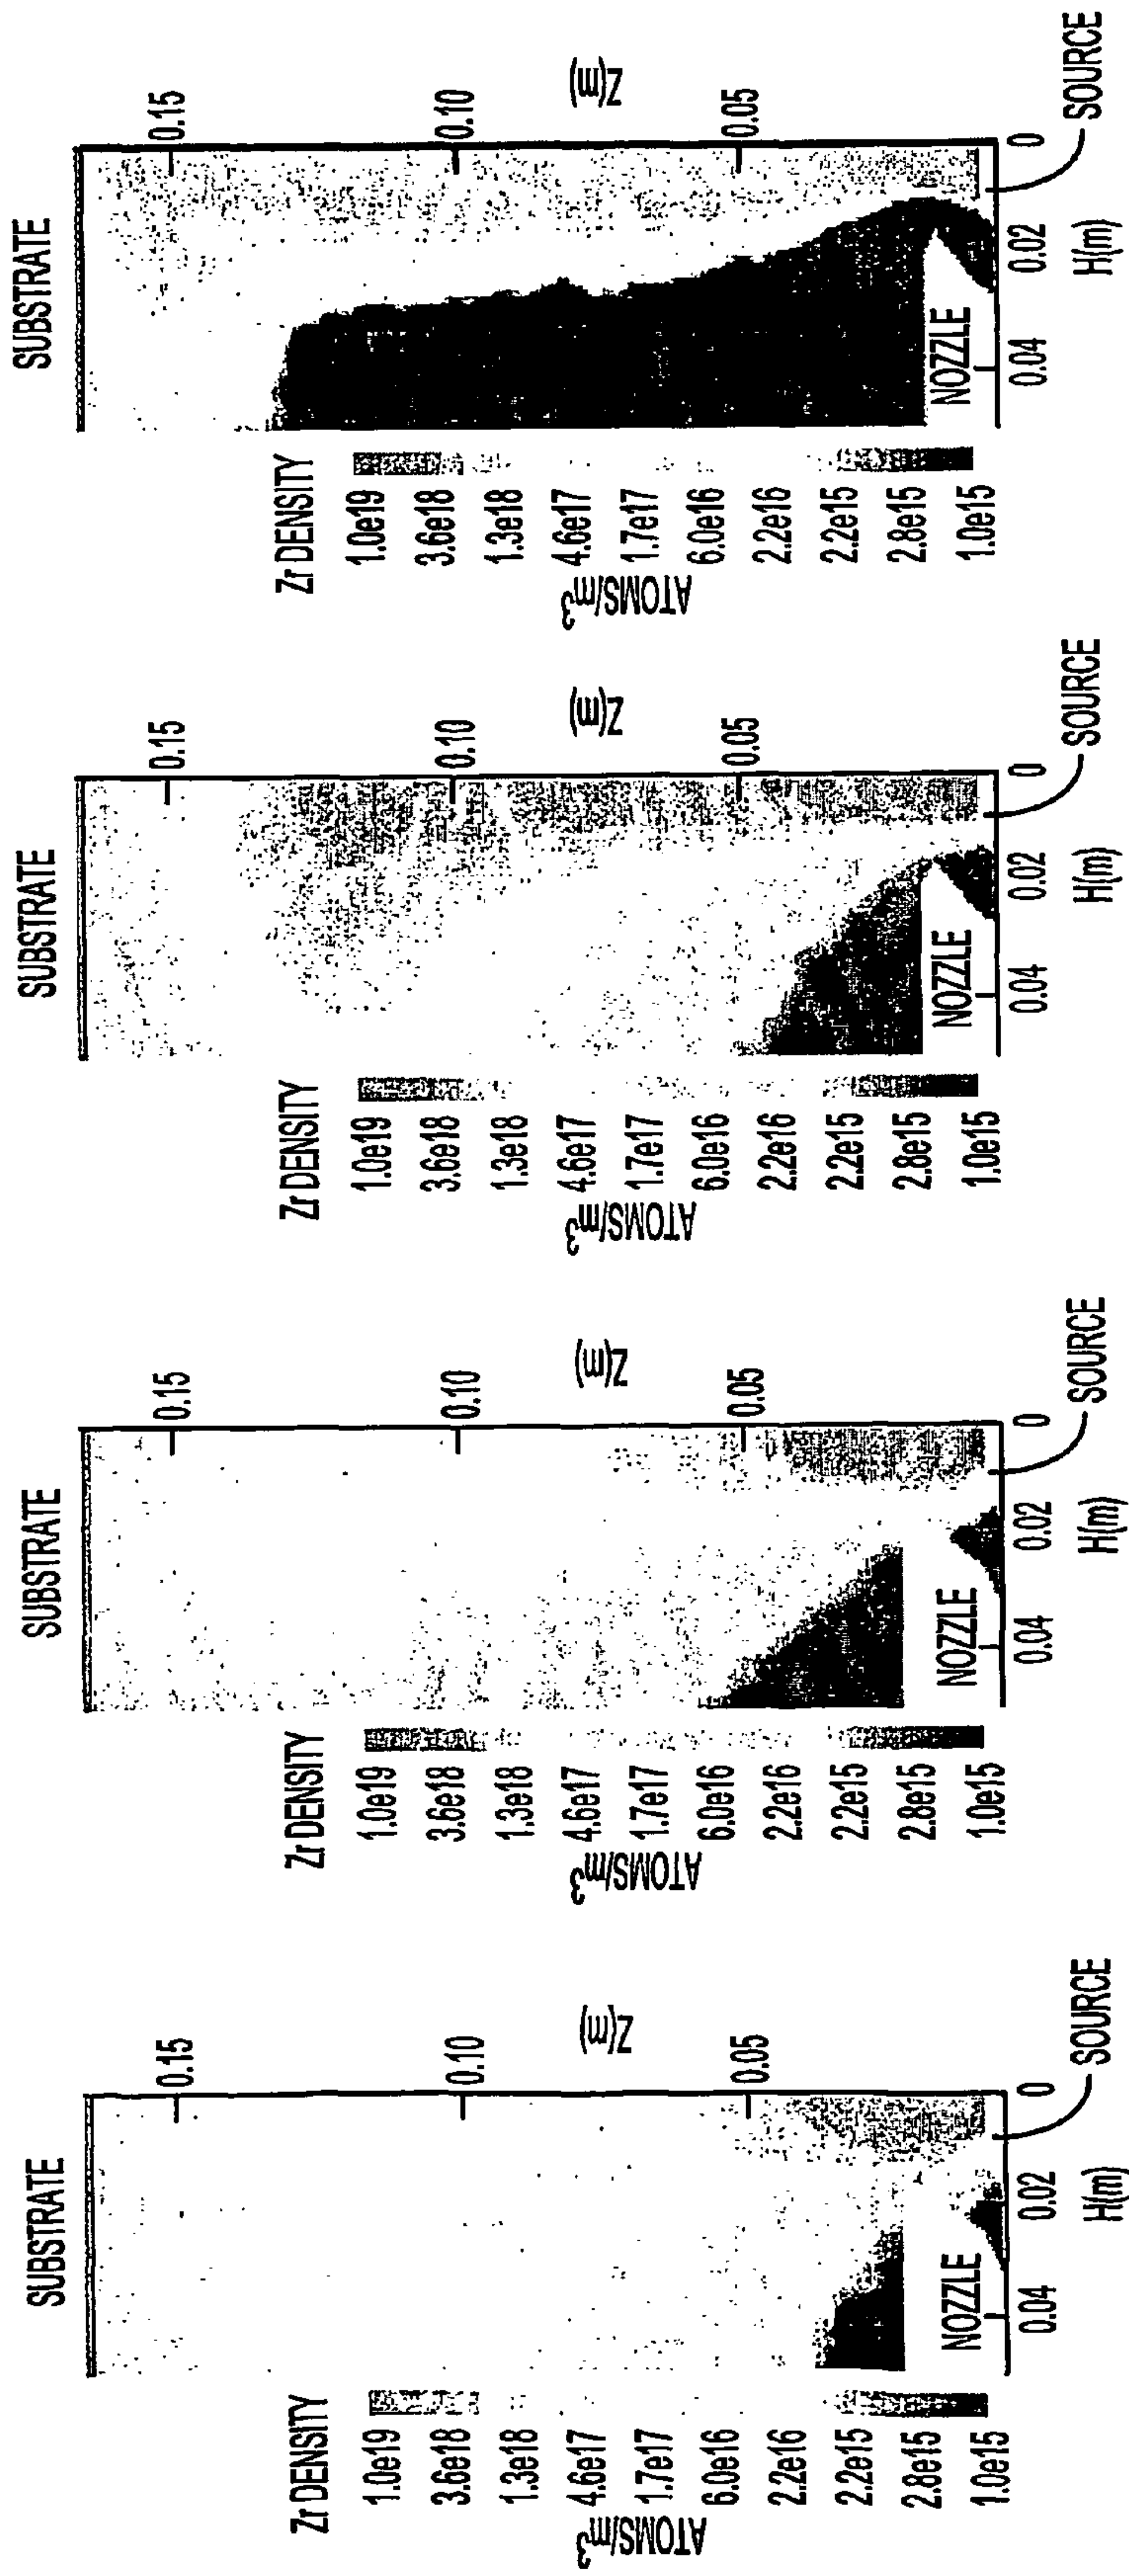 SUBSTRATE
Zr DENSITY
ATOMS/m³
1.0e19
3.6e18
1.3e18
4.6e17
1.7e17
6.0e16
2.2e16
2.2e15
2.8e15
1.0e15
0.15
0.10
Z(m)
0.05
NOZZLE
0.04
0.02
0
H(m)
SOURCE
SUBSTRATE
Zr DENSITY
ATOMS/m³
1.0e19
3.6e18
1.3e18
4.6e17
1.7e17
6.0e16
2.2e16
2.2e15
2.8e15
1.0e15
0.15
0.10
Z(m)
0.05
NOZZLE
0.04
0.02
0
H(m)
SOURCE
SUBSTRATE
Zr DENSITY
ATOMS/m³
1.0e19
3.6e18
1.3e18
4.6e17
1.7e17
6.0e16
2.2e16
2.2e15
2.8e15
1.0e15
0.15
0.10
Z(m)
0.05
NOZZLE
0.04
0.02
0
H(m)
SOURCE
SUBSTRATE
Zr DENSITY
ATOMS/m³
1.0e19
3.6e18
1.3e18
4.6e17
1.7e17
6.0e16
2.2e16
2.2e15
2.8e15
1.0e15
0.15
0.10
Z(m)
0.05
NOZZLE
0.04
0.02
0
H(m)
SOURCE